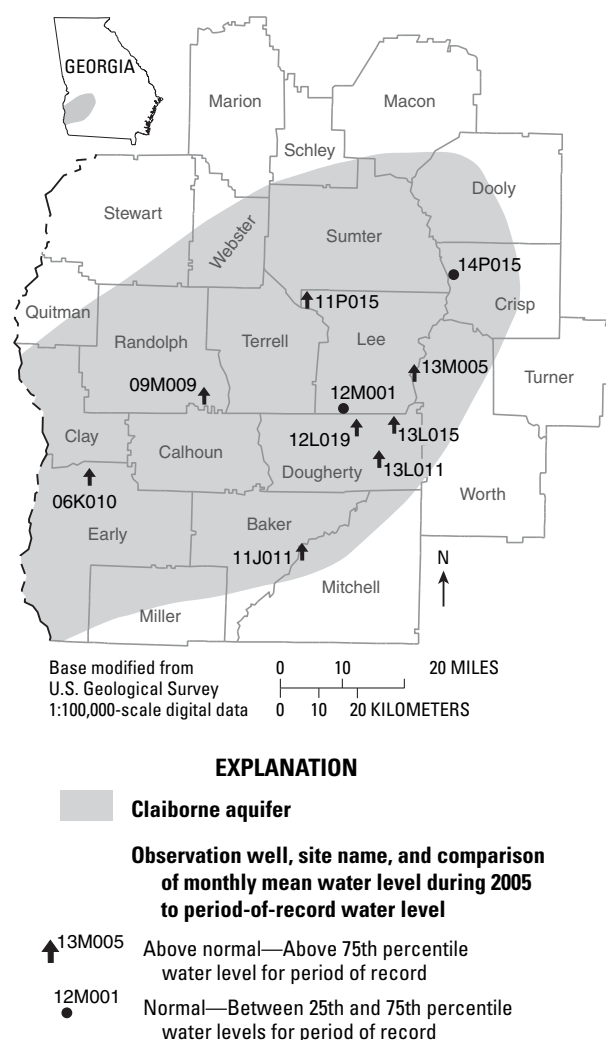 GEORGIA
Marion
Macon
Schley
Dooly
Stewart
Webster
Sumter
14P015
Quitman
11P015
Crisp
Randolph
Terrell
Lee
13M005
Turner
09M009
12M001
Clay
12L019
13L015
Calhoun
Dougherty
13L011
06K010
Worth
Early
Baker
11J011
N
Mitchell
Miller
Base modified from
U.S. Geological Survey
1:100,000-scale digital data
0 10 20 MILES
0 10 20 KILOMETERS
EXPLANATION
Claiborne aquifer
Observation well, site name, and comparison
of monthly mean water level during 2005
to period-of-record water level
13M005 Above normal—Above 75th percentile
water level for period of record
12M001 Normal—Between 25th and 75th percentile
water levels for period of record